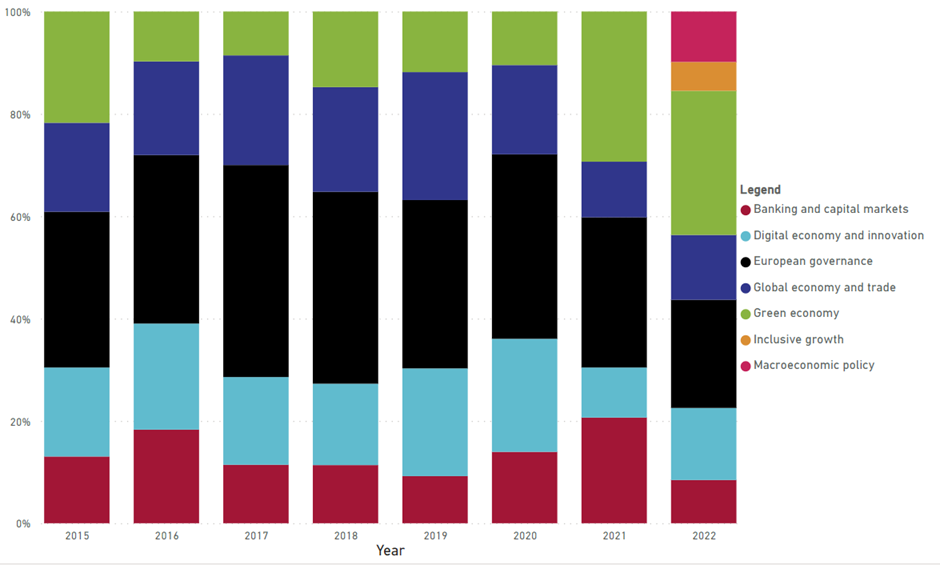 100%
80%
60%
40%
20%
0%
2015 2016 2017 2018 2019 2020 2021 2022
Year
Legend
Banking and capital markets
Digital economy and innovation
European governance
Global economy and trade
Green economy
Inclusive growth
Macroeconomic policy